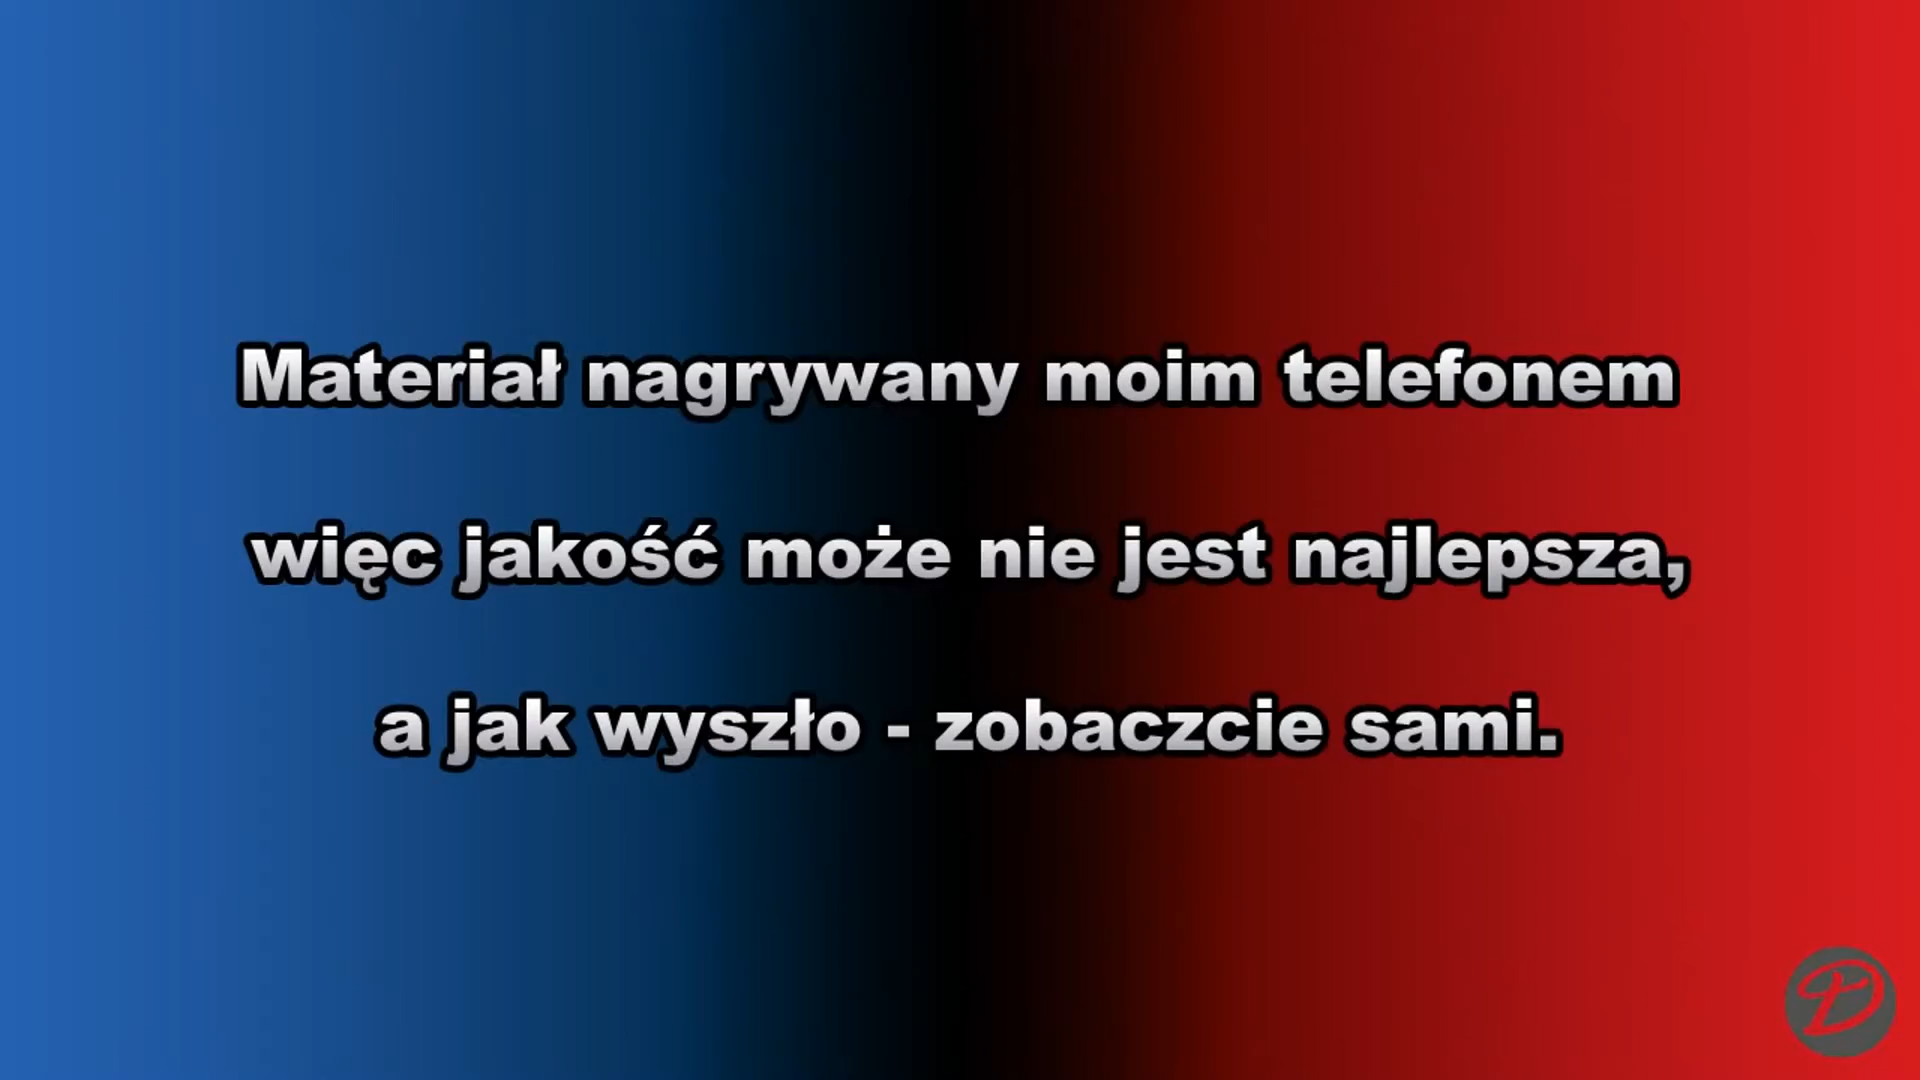 Materiał nagrywany moim telefonem
więc jakość może nie jest najlepsza,
a jak wyszło - zobaczcie sami.
D